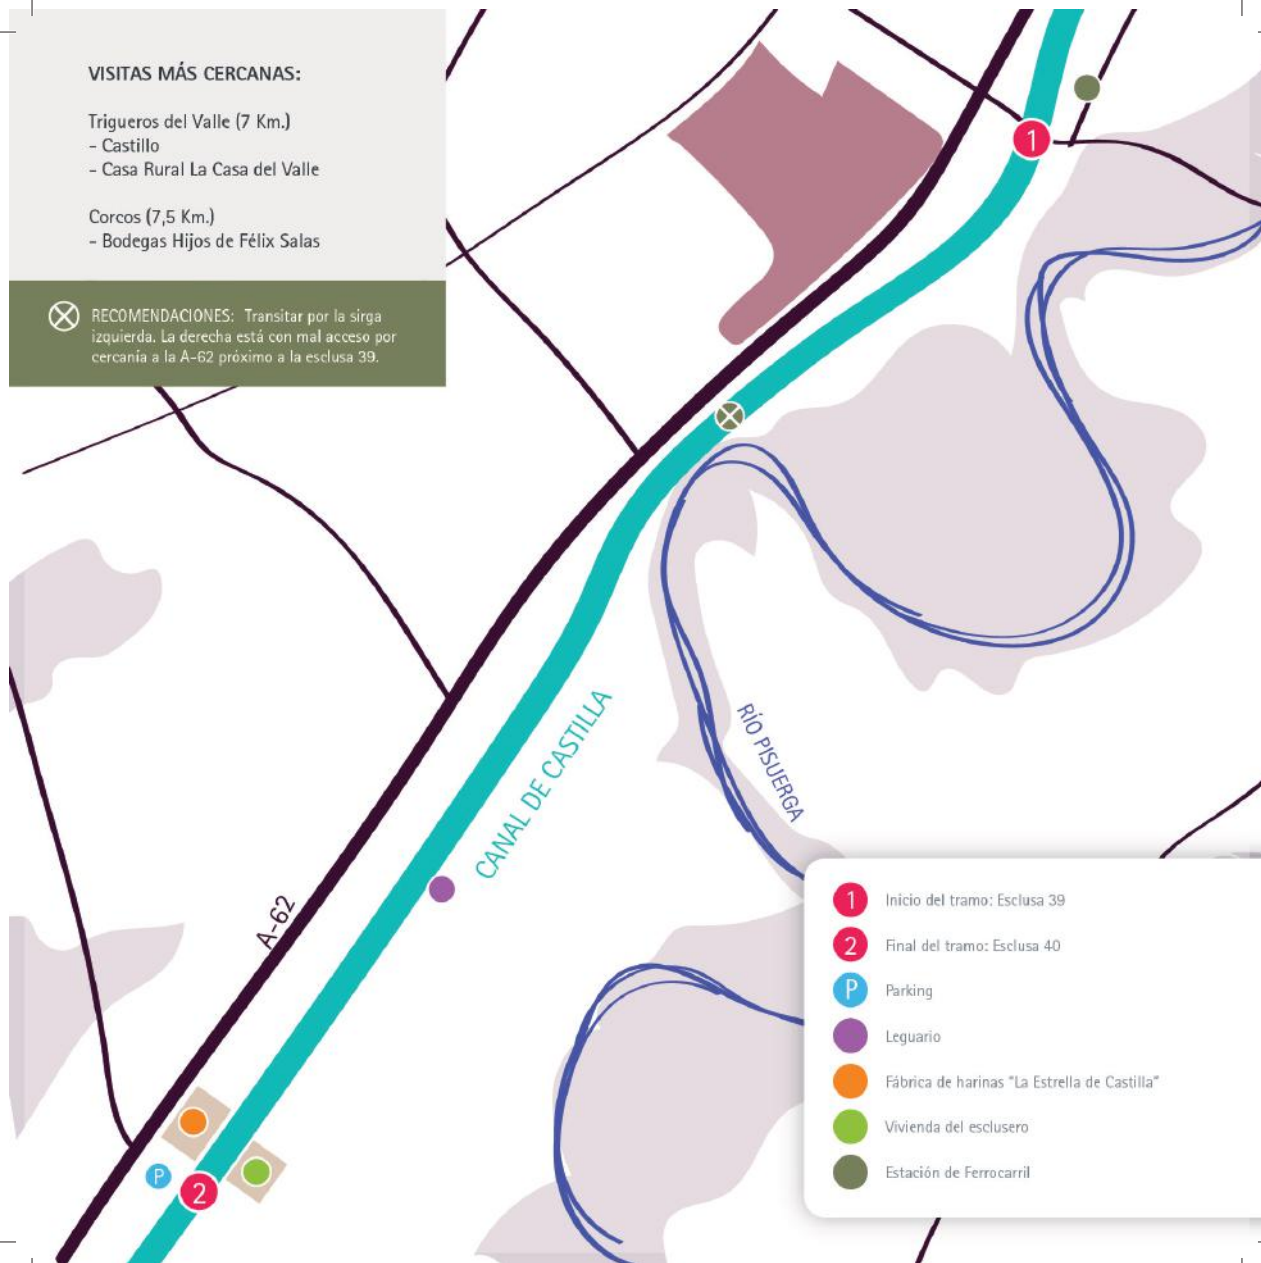 VISITAS MÁS CERCANAS:
Trigueros del Valle (7 Km.)
- Castillo
- Casa Rural La Casa del Valle
Corcos (7,5 Km.)
- Bodegas Hijos de Félix Salas
RECOMENDACIONES: Transitar por la sirga
izquierda. La derecha está con mal acceso por
cercanía a la A-62 próximo a la esclusa 39.
1
CANAL DE CASTILLA
RÍO PISUERGA
A-62
P
2
1 Inicio del tramo: Esclusa 39
2 Final del tramo: Esclusa 40
P Parking
Leguario
Fábrica de harinas "La Estrella de Castilla"
Vivienda del esclusero
Estación de Ferrocarril